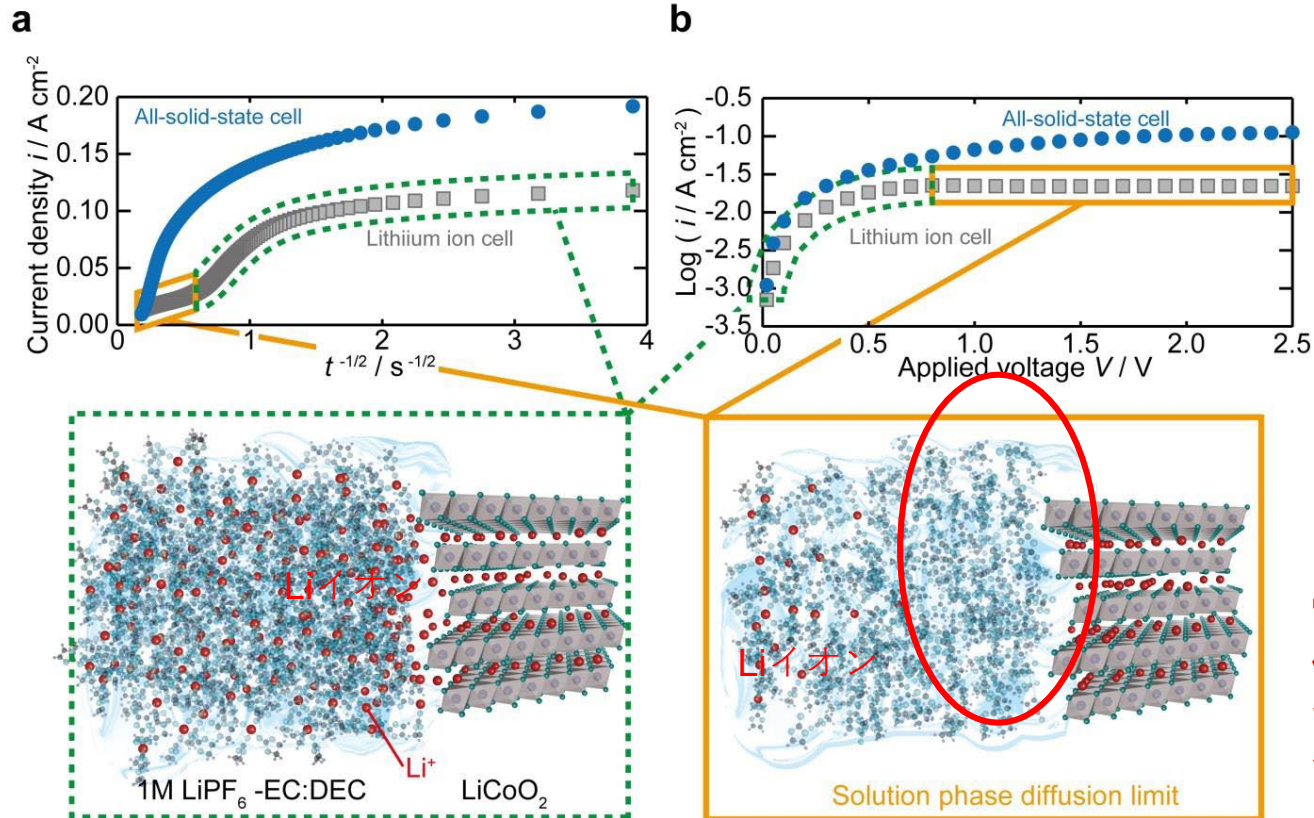 a
Current density i / A cm-2
0.20
0.15
0.10
0.05
0.00
All-solid-state cell
Lithiium ion cell
0
1
2
3
4
t -1/2 / s-1/2
b
Log ( i / A cm-2 )
-0.5
-1.0
-1.5
-2.0
-2.5
-3.0
-3.5
All-solid-state cell
Lithium ion cell
0.0
0.5
1.0
1.5
2.0
2.5
Applied voltage V / V
Liイオン
Li+
1M LiPF6 -EC:DEC
LiCoO2
Liイオン
Solution phase diffusion limit